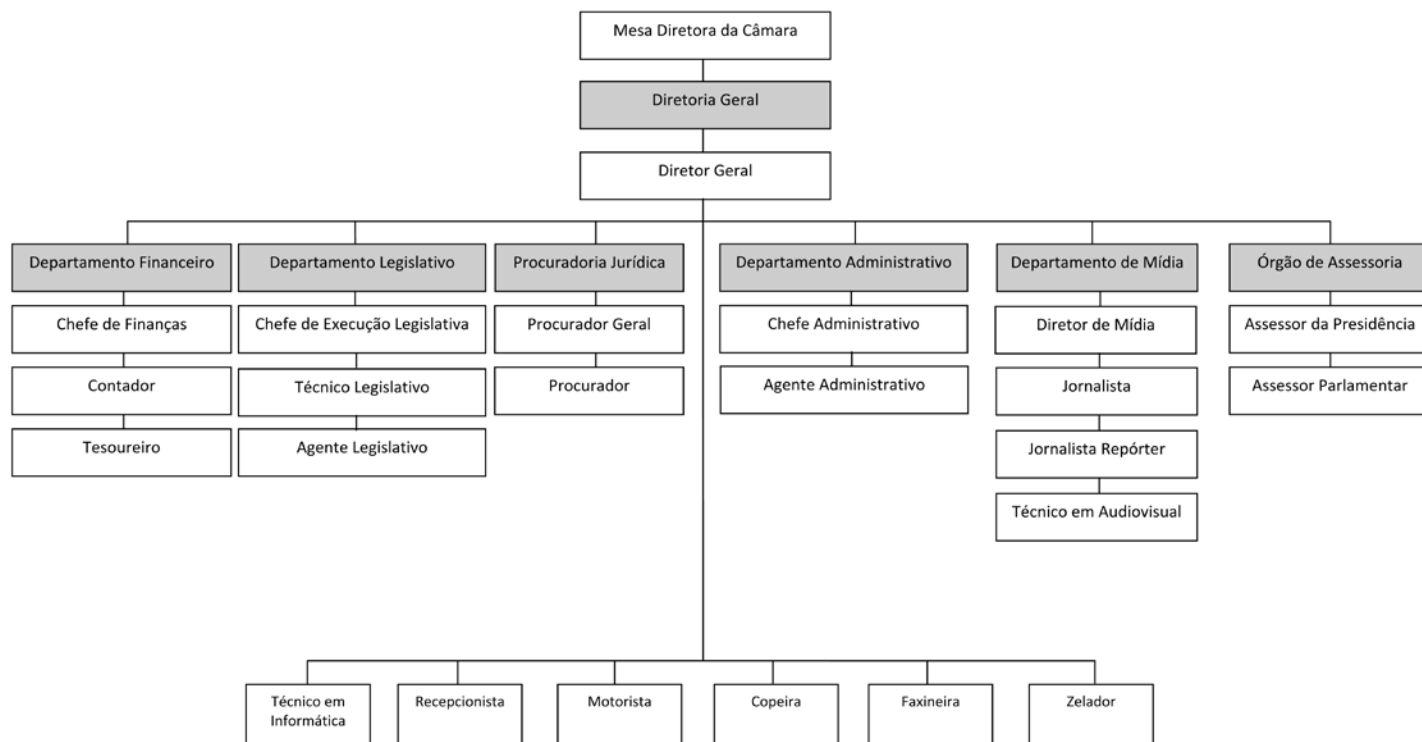 Mesa Diretora da Câmara
Diretoria Geral
Diretor Geral
Departamento Financeiro
Departamento Legislativo
Procuradoria Jurídica
Departamento Administrativo
Departamento de Mídia
Órgão de Assessoria
Chefe de Finanças
Chefe de Execução Legislativa
Procurador Geral
Chefe Administrativo
Diretor de Mídia
Assessor da Presidência
Contador
Técnico Legislativo
Procurador
Agente Administrativo
Jornalista
Assessor Parlamentar
Tesoureiro
Agente Legislativo
Jornalista Repórter
Técnico em Audiovisual
Técnico em
Informática
Recepcionista
Motorista
Copeira
Faxineira
Zelador